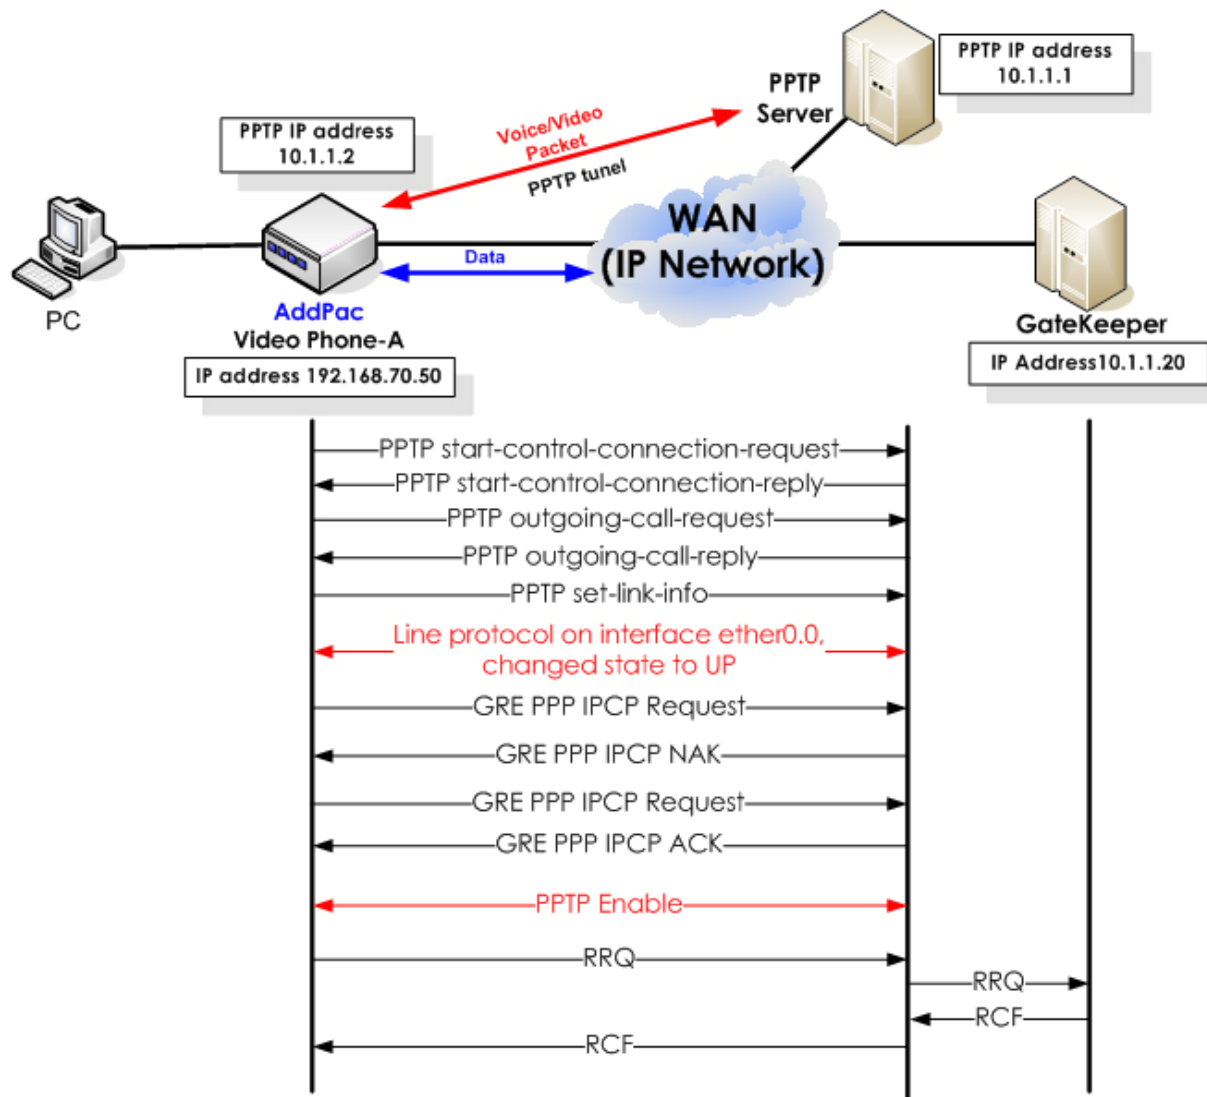 PPTP IP address
10.1.1.1
PPTP
Server
PPTP IP address
10.1.1.2
Voice/Video
Packet
PPTP tunel
WAN
(IP Network)
Data
PC
AddPac
Video Phone-A
IP address 192.168.70.50
GateKeeper
IP Address10.1.1.20
PPTP start-control-connection-request
PPTP start-control-connection-reply
PPTP outgoing-call-request
PPTP outgoing-call-reply
PPTP set-link-info
Line protocol on interface ether0.0,
changed state to UP
GRE PPP IPCP Request
GRE PPP IPCP NAK
GRE PPP IPCP Request
GRE PPP IPCP ACK
PPTP Enable
RRQ
RRQ
RCF
RCF